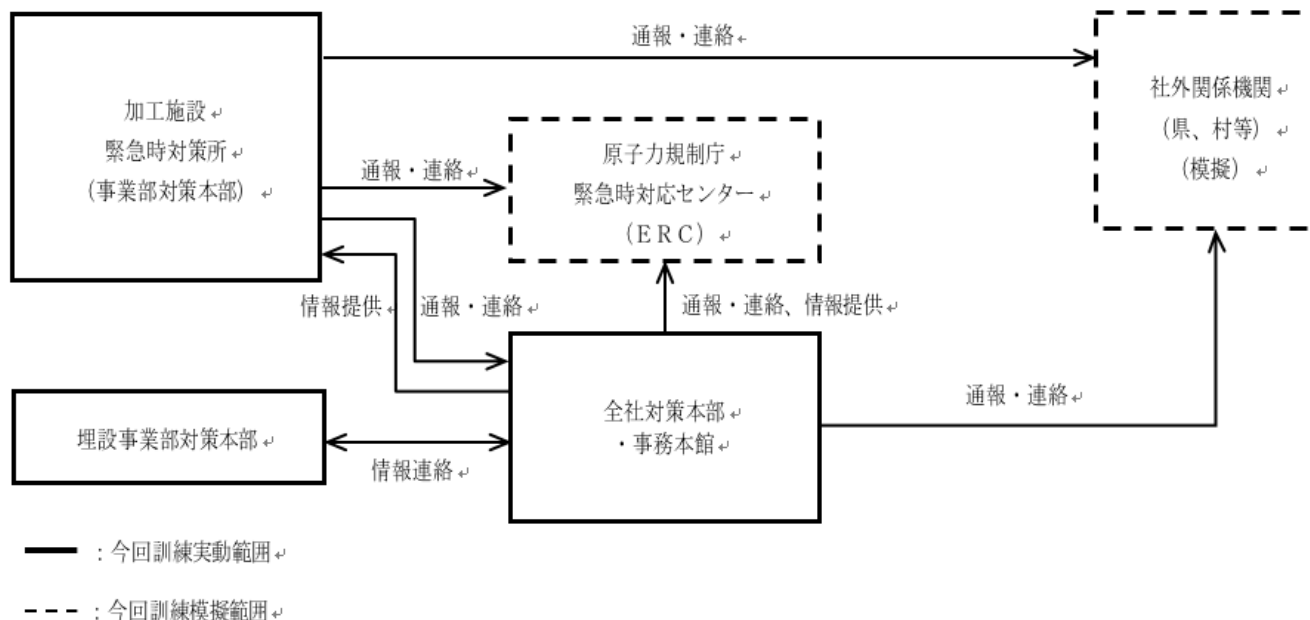 通報・連絡
加工施設
緊急時対策所
（事業部対策本部）
社外関係機関
（県、村等）
（模擬）
通報・連絡
原子力規制庁
緊急時対応センター
（ＥＲＣ）
情報提供
通報・連絡
通報・連絡、情報提供
全社対策本部
・事務本館
通報・連絡
埋設事業部対策本部
情報連絡
：今回訓練実動範囲
：今回訓練模擬範囲